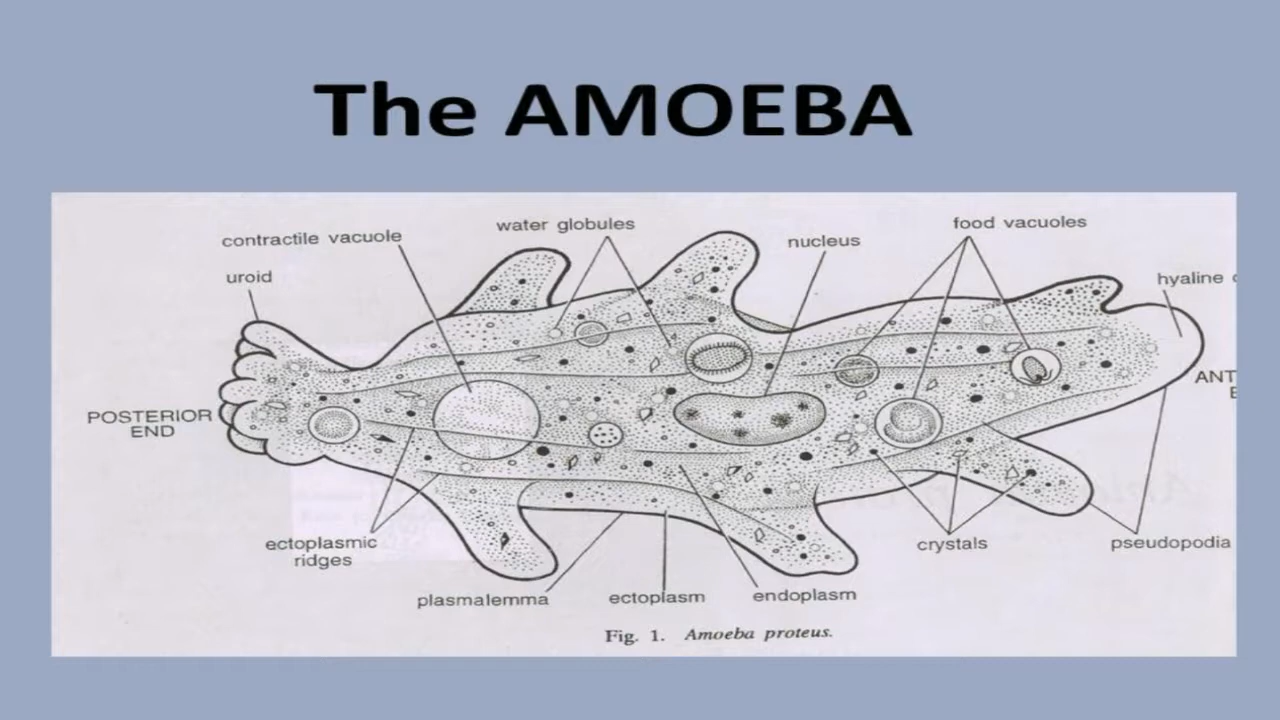 The AMOEBA
water globules
food vacuoles
contractile vacuole
nucleus
uroid
hyaline
POSTERIOR
END
ectoplasmic
ridges
crystals
pseudopodia
plasmalemma
ectoplasm
endoplasm
Fig. 1. Amoeba proteus.